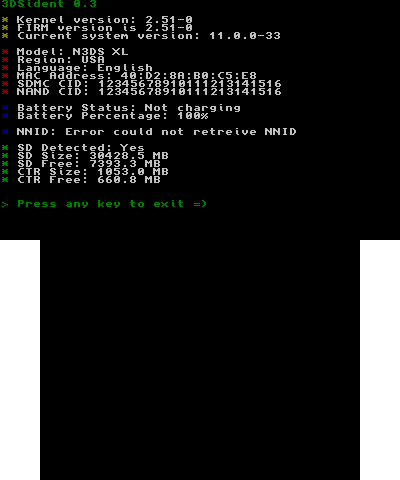 3DSident 0.3
* Kernel version: 2.51-0
* FIRM version is 2.51-0
* Current system version: 11.0.0-33
* Model: N3DS XL
* Region: USA
* Language: English
* MAC Address: 40:D2:8A:B0:C5:E8
* SDMC CID: 12345678910111213141516
* NAND CID: 12345678910111213141516
* Battery Status: Not charging
* Battery Percentage: 100%
* NNID: Error could not retreive NNID
* SD Detected: Yes
* SD Size: 30428.5 MB
* SD Free: 7393.3 MB
* CTR Size: 1053.0 MB
* CTR Free: 660.8 MB
> Press any key to exit =)